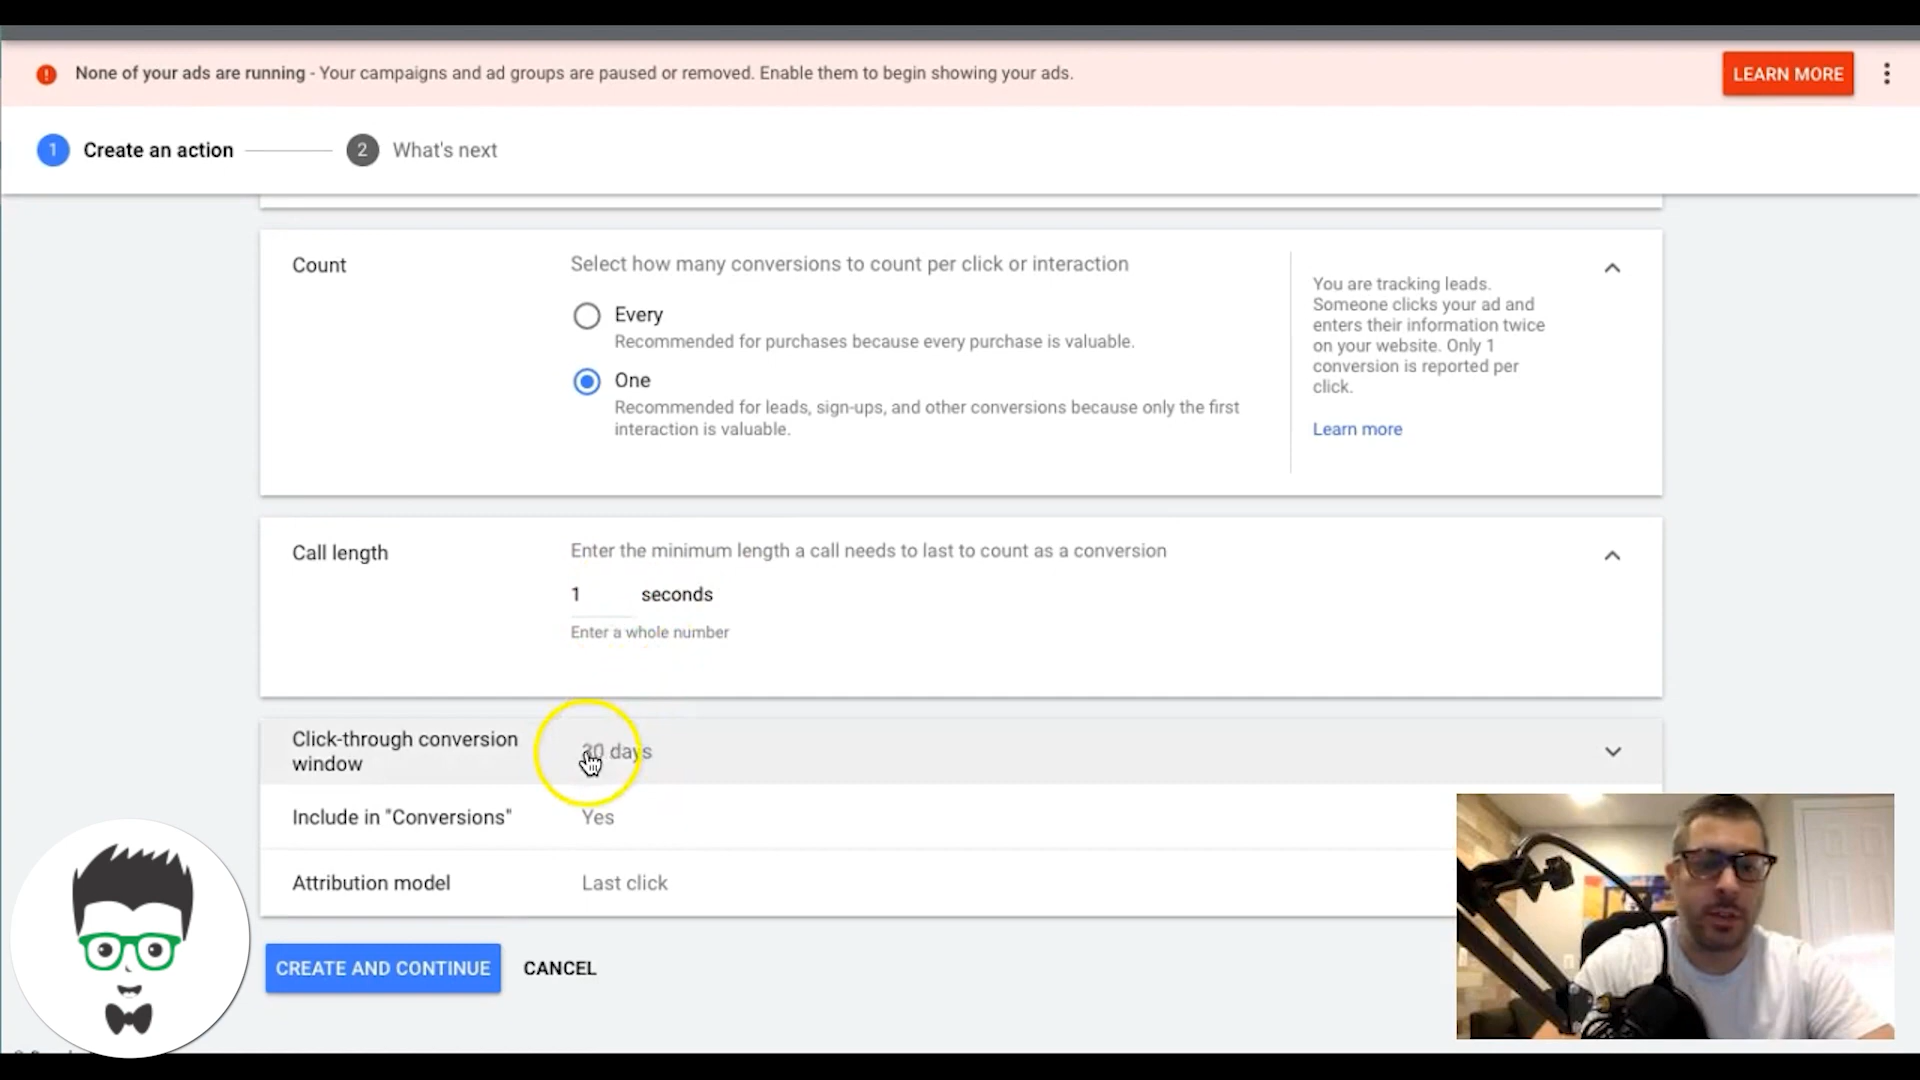 None of your ads are running - Your campaigns and ad groups are paused or removed. Enable them to begin showing your ads.
LEARN MORE
1 Create an action
2 What's next
Count
Select how many conversions to count per click or interaction
Every
Recommended for purchases because every purchase is valuable.
One
Recommended for leads, sign-ups, and other conversions because only the first
interaction is valuable.
You are tracking leads.
Someone clicks your ad and
enters their information twice
on your website. Only 1
conversion is reported per
click.
Learn more
Call length
Enter the minimum length a call needs to last to count as a conversion
1 seconds
Enter a whole number
Click-through conversion
window
30 days
Include in "Conversions"
Yes
Attribution model
Last click
CREATE AND CONTINUE
CANCEL